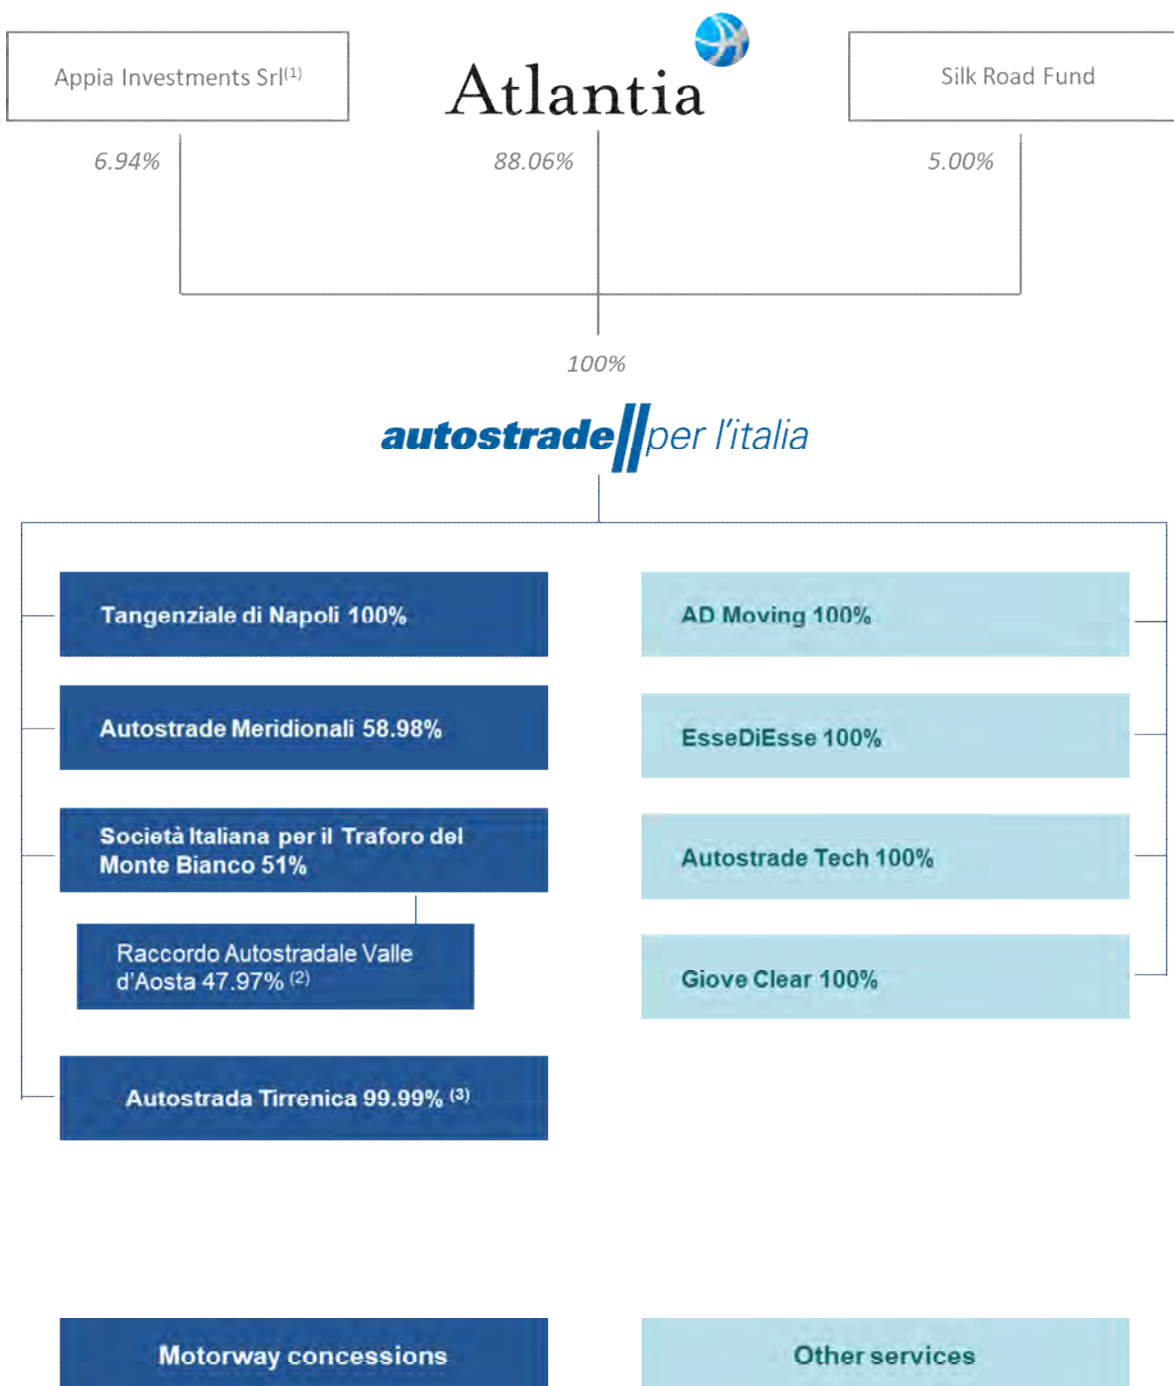 Appia Investments Srl(1)
Atlantia
Silk Road Fund
6.94%
88.06%
5.00%
100%
autostrade//per l'italia
Tangenziale di Napoli 100%
Autostrade Meridionali 58.98%
Società Italiana per il Traforo del
Monte Bianco 51%
Raccordo Autostradale Valle
d'Aosta 47.97% (2)
Autostrada Tirrenica 99.99% (3)
AD Moving 100%
EsseDiEsse 100%
Autostrade Tech 100%
Giove Clear 100%
Motorway concessions
Other services